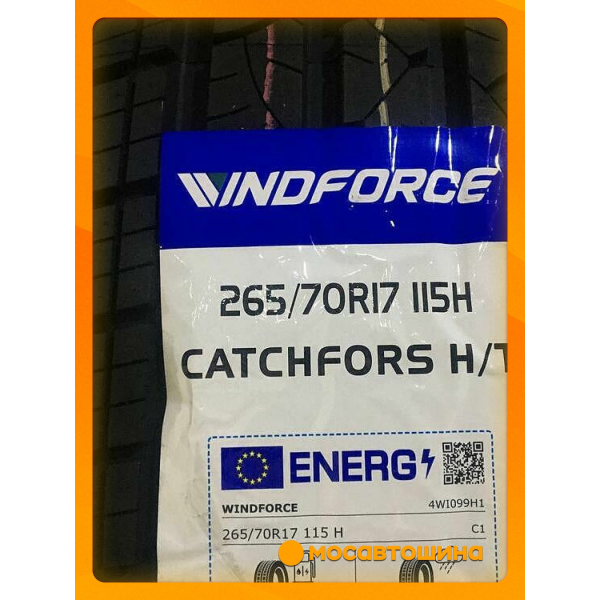 WINDFORCE
265/70R17 115H
CATCHFORS H/T
ENERG
WINDFORCE 4WI099H1
265/70R17 115 H C1
мосавтошина